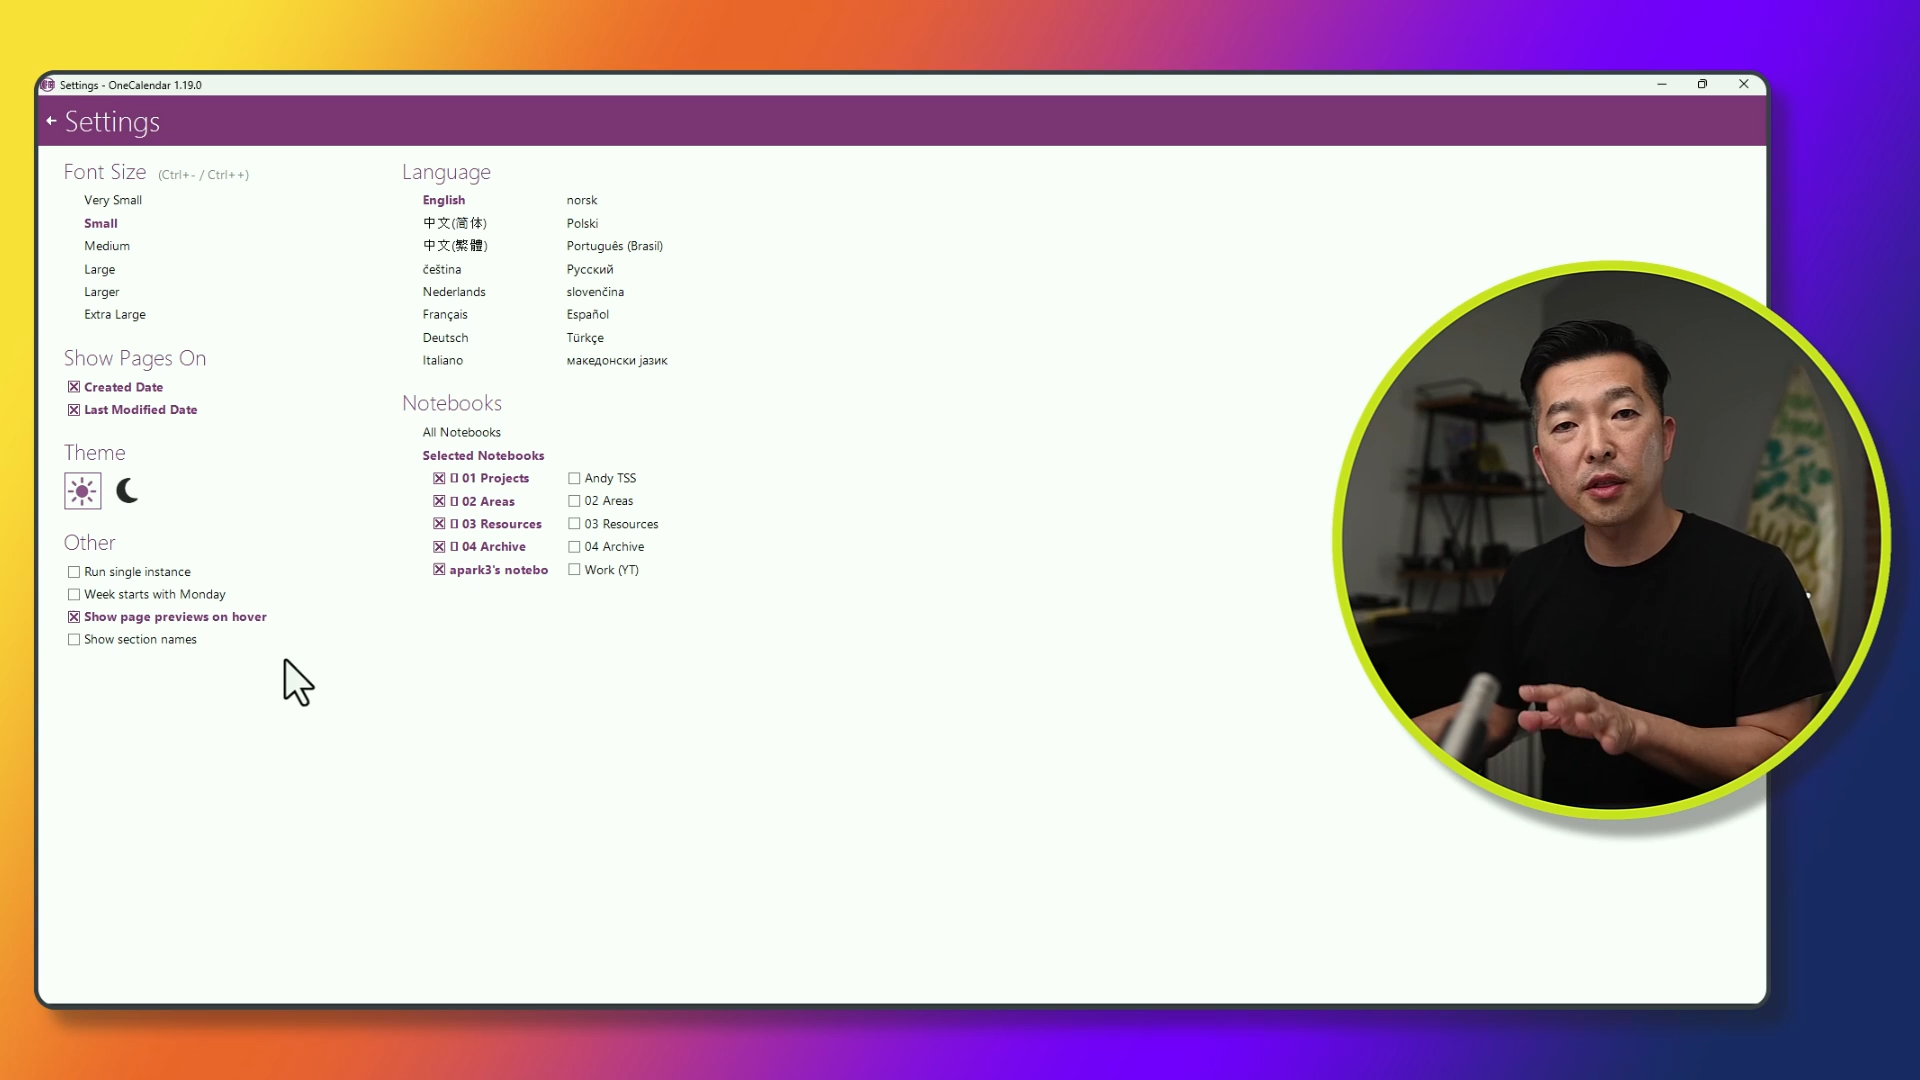 Settings - OneCalendar 1.19.0
Settings
Font Size (Ctrl+- / Ctrl++)
Very Small
Small
Medium
Large
Larger
Extra Large
Show Pages On
Created Date
Last Modified Date
Theme
Other
Run single instance
Week starts with Monday
Show page previews on hover
Show section names
Language
English
中文(简体)
中文(繁體)
čeština
Nederlands
Français
Deutsch
Italiano
norsk
Polski
Português (Brasil)
Русский
slovenčina
Español
Türkçe
македонски јазик
Notebooks
All Notebooks
Selected Notebooks
01 Projects
02 Areas
03 Resources
04 Archive
apark3's notebo
Andy TSS
02 Areas
03 Resources
04 Archive
Work (YT)